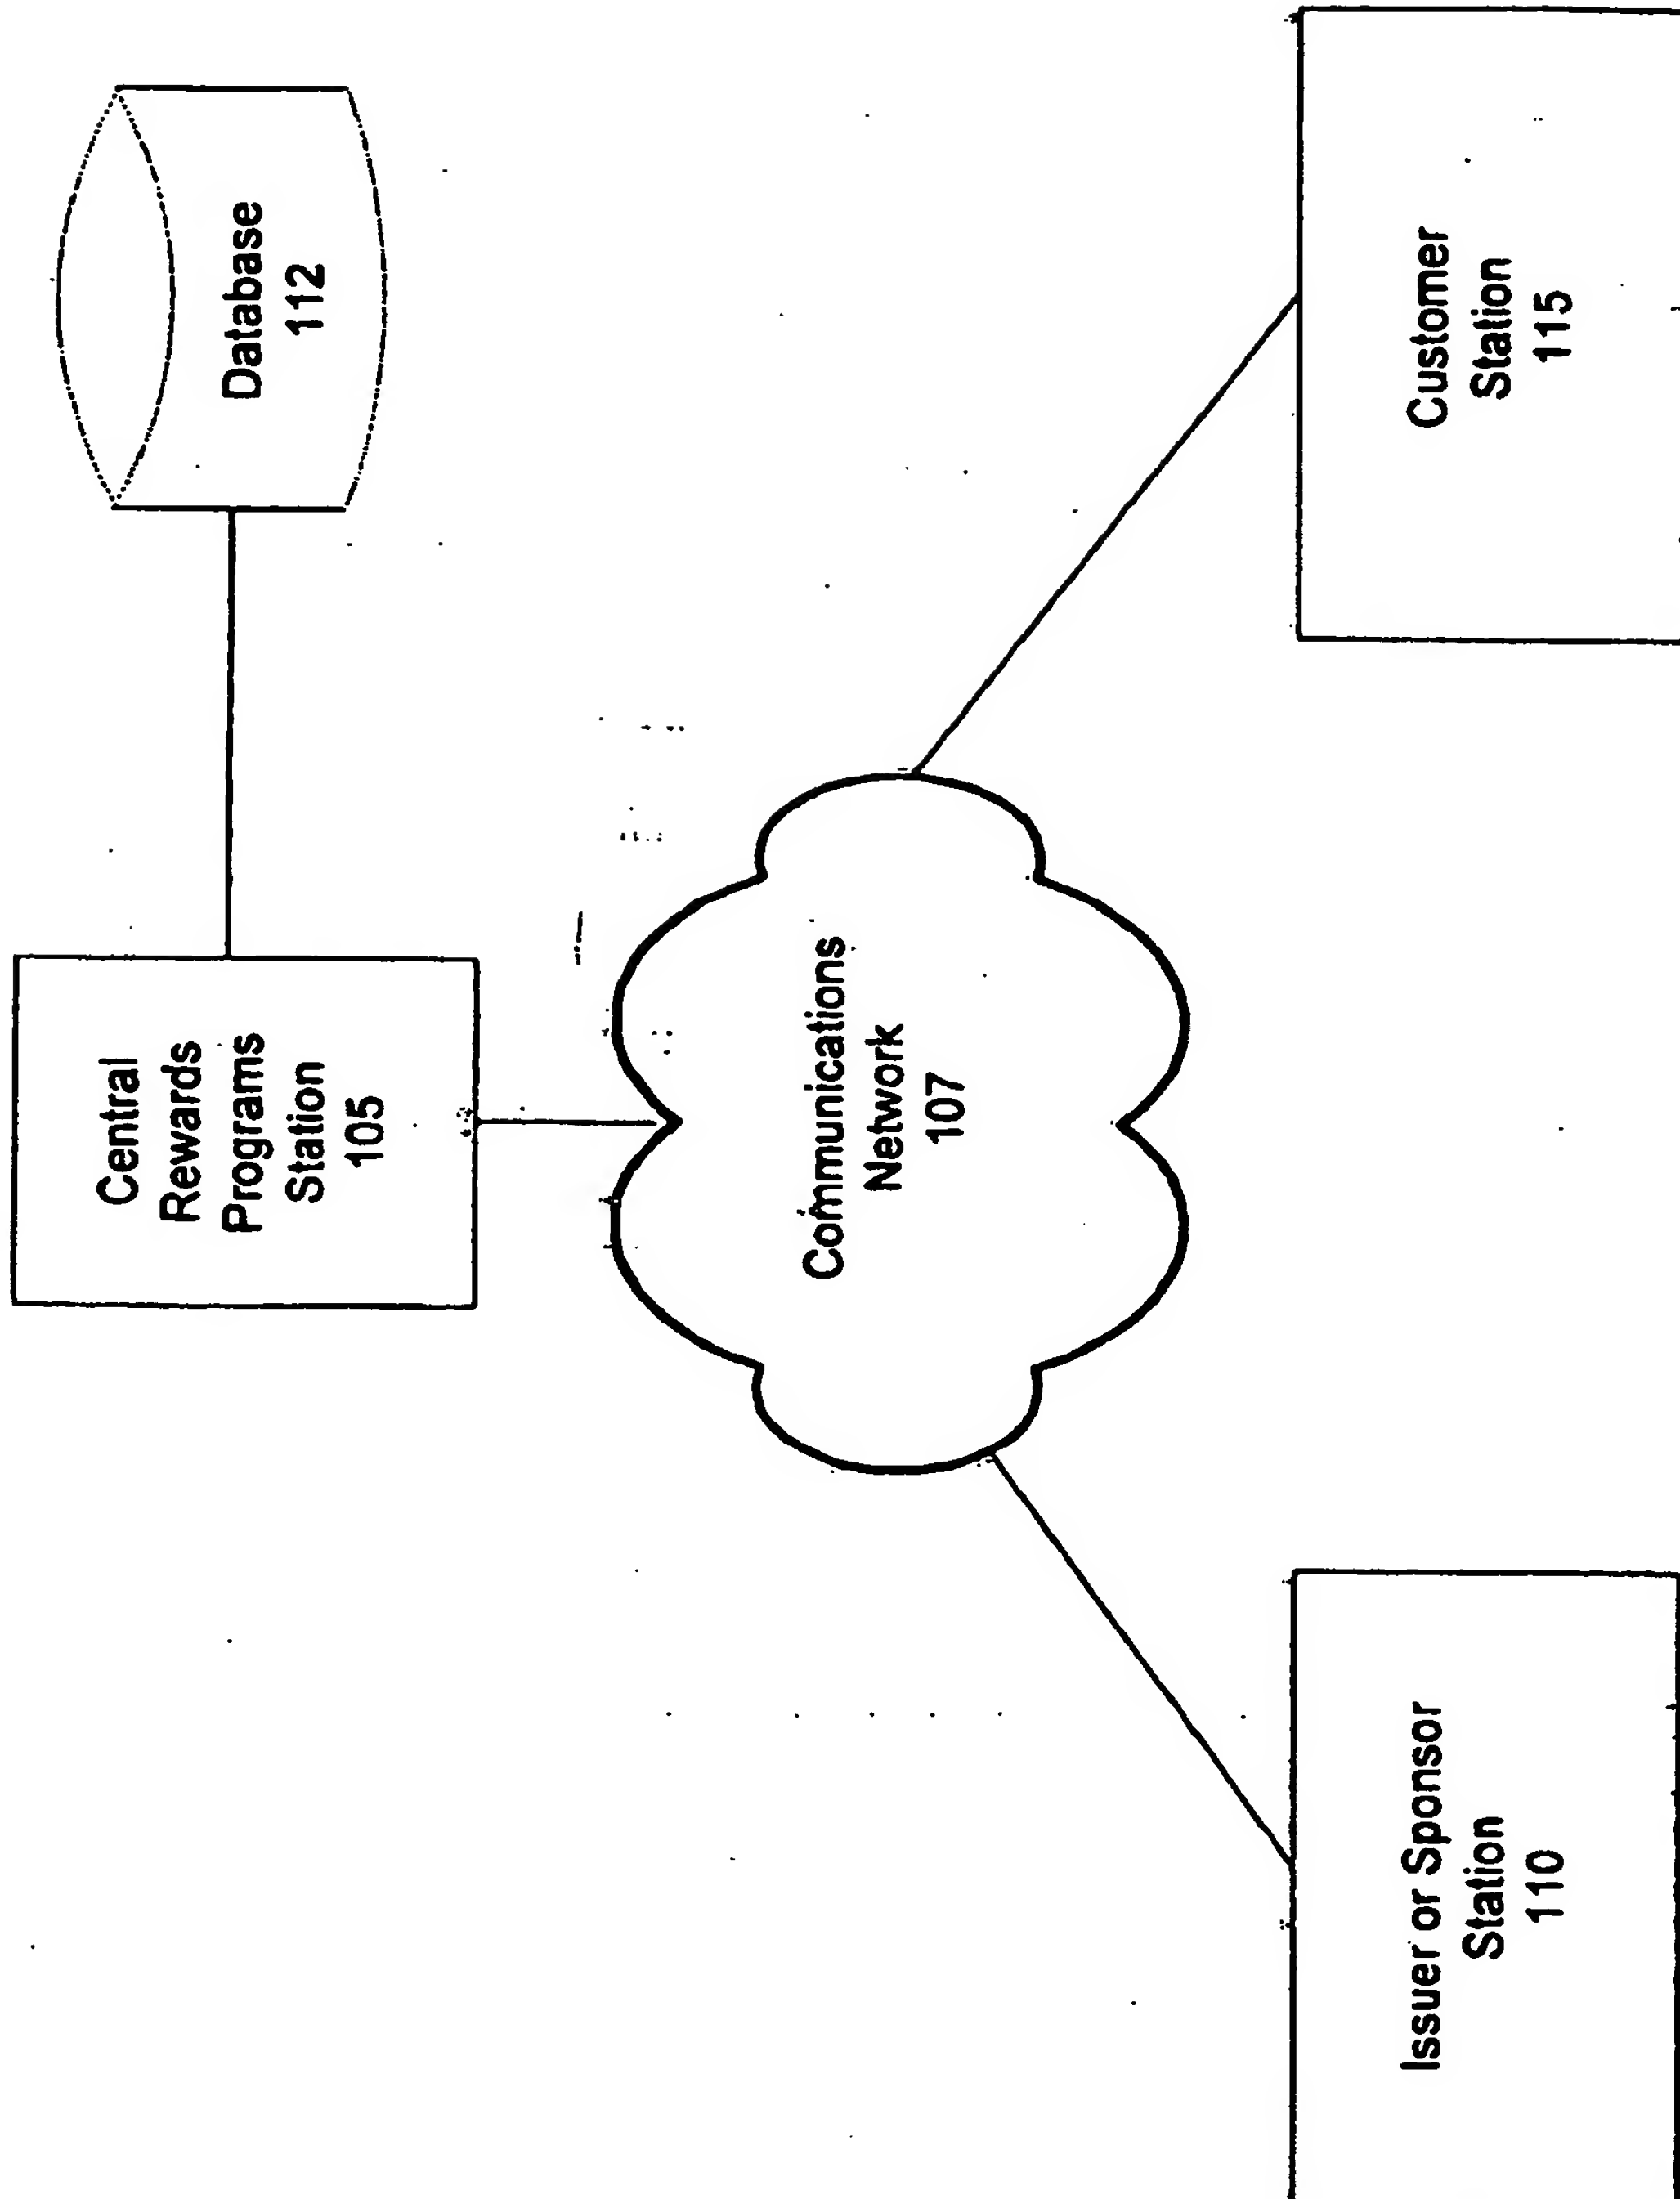 Central
Rewards
Programs
Station
105
Database
112
Communications
Network
107
Issuer or Sponsor
Station
110
Customer
Station
115